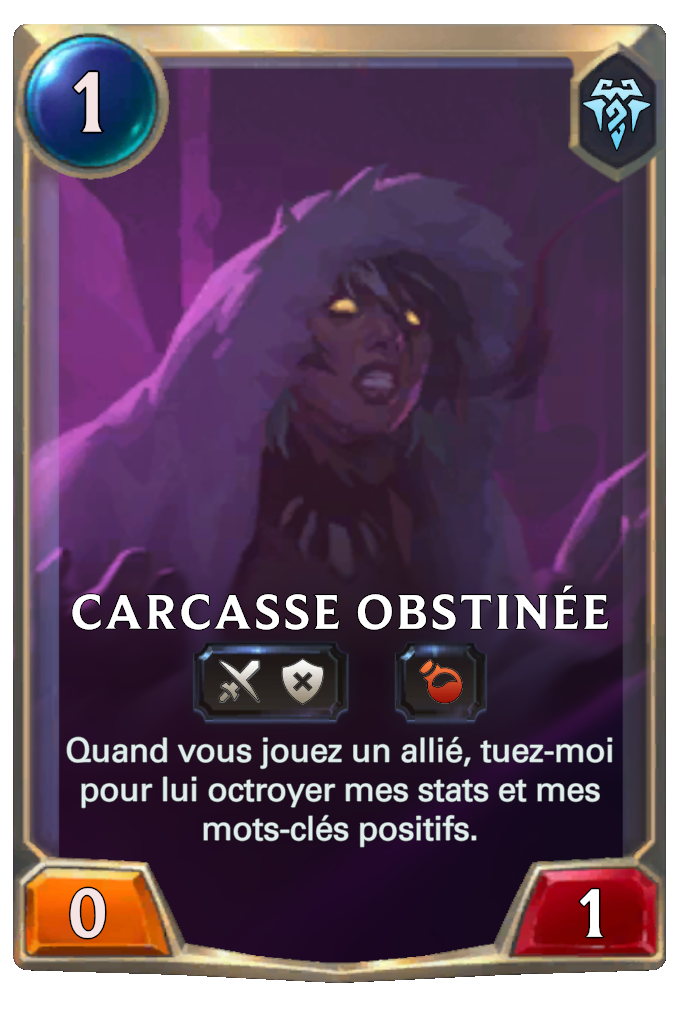 1
CARCASSE OBSTINÉE
Quand vous jouez un allié, tuez-moi
pour lui octroyer mes stats et mes
mots-clés positifs.
0
1